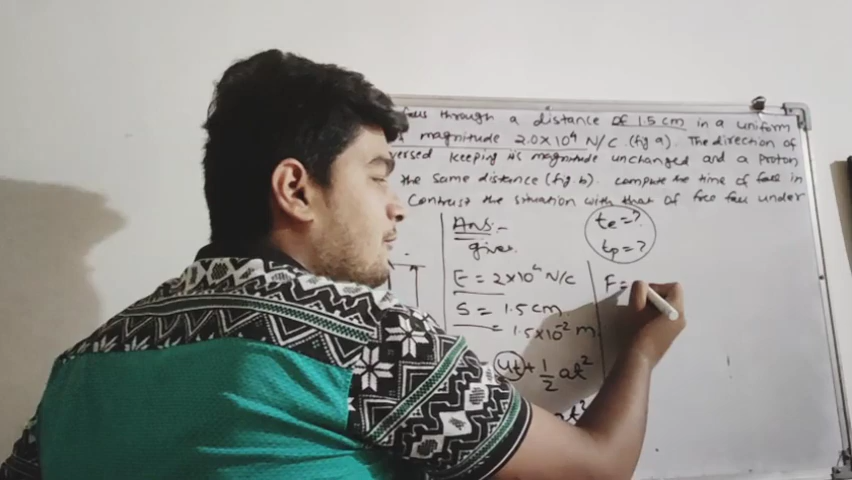 falls through a distance of 1.5 cm in a uniform
magnitude 2.0×10⁴ N/C (fig a). The direction of
versed keeping it's magnitude unchanged and a proton
the same distance (fig. b). compute the time of fall in
Contrast the situation with that of free fall under
Ans:-
given
E = 2×10⁴ N/C
S = 1.5 cm
= 1.5×10⁻² m
ut + 1/2 at²
te = ?
tp = ?
F =